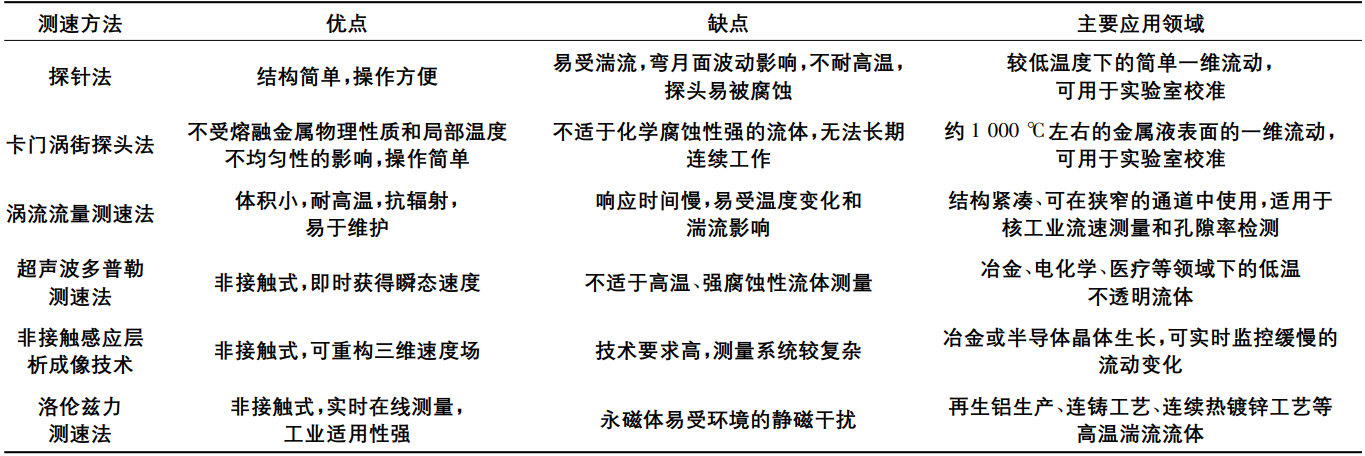 测速方法 优点 缺点 主要应用领域
探针法 结构简单,操作方便 易受湍流,弯月面波动影响,不耐高温,
探头易被腐蚀 较低温度下的简单一维流动,
可用于实验室校准
卡门涡街探头法 不受熔融金属物理性质和局部温度
不均匀性的影响,操作简单 不适于化学腐蚀性强的流体,无法长期
连续工作 约 1 000 ℃左右的金属液表面的一维流动,
可用于实验室校准
涡流流量测速法 体积小,耐高温,抗辐射,
易于维护 响应时间慢,易受温度变化和
湍流影响 结构紧凑、可在狭窄的通道中使用,适用于
核工业流速测量和孔隙率检测
超声波多普勒
测速法 非接触式,即时获得瞬态速度 不适于高温、强腐蚀性流体测量 冶金、电化学、医疗等领域下的低温
不透明流体
非接触感应层
析成像技术 非接触式,可重构三维速度场 技术要求高,测量系统较复杂 冶金或半导体晶体生长,可实时监控缓慢的
流动变化
洛伦兹力
测速法 非接触式,实时在线测量,
工业适用性强 永磁体易受环境的静磁干扰 再生铝生产、连铸工艺、连续热镀锌工艺等
高温湍流流体